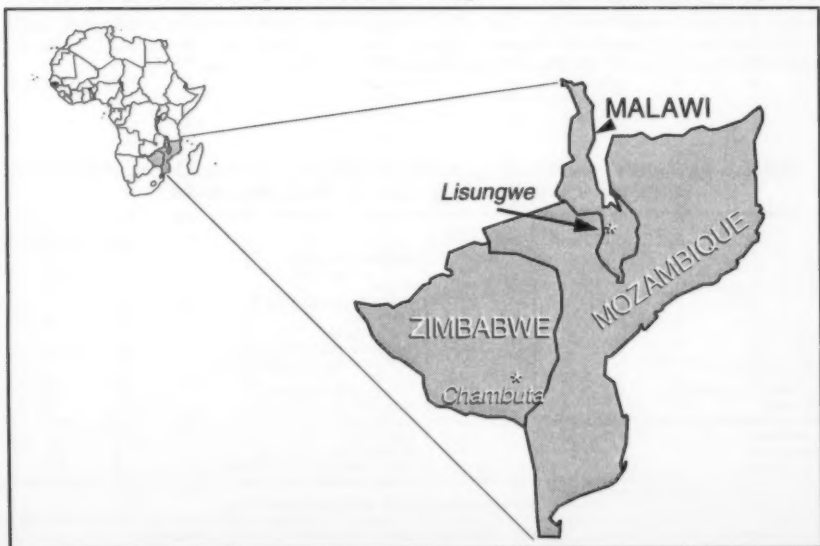 MALAWI
Lisungwe
*
MOZAMBIQUE
ZIMBABWE
*
Chambuta